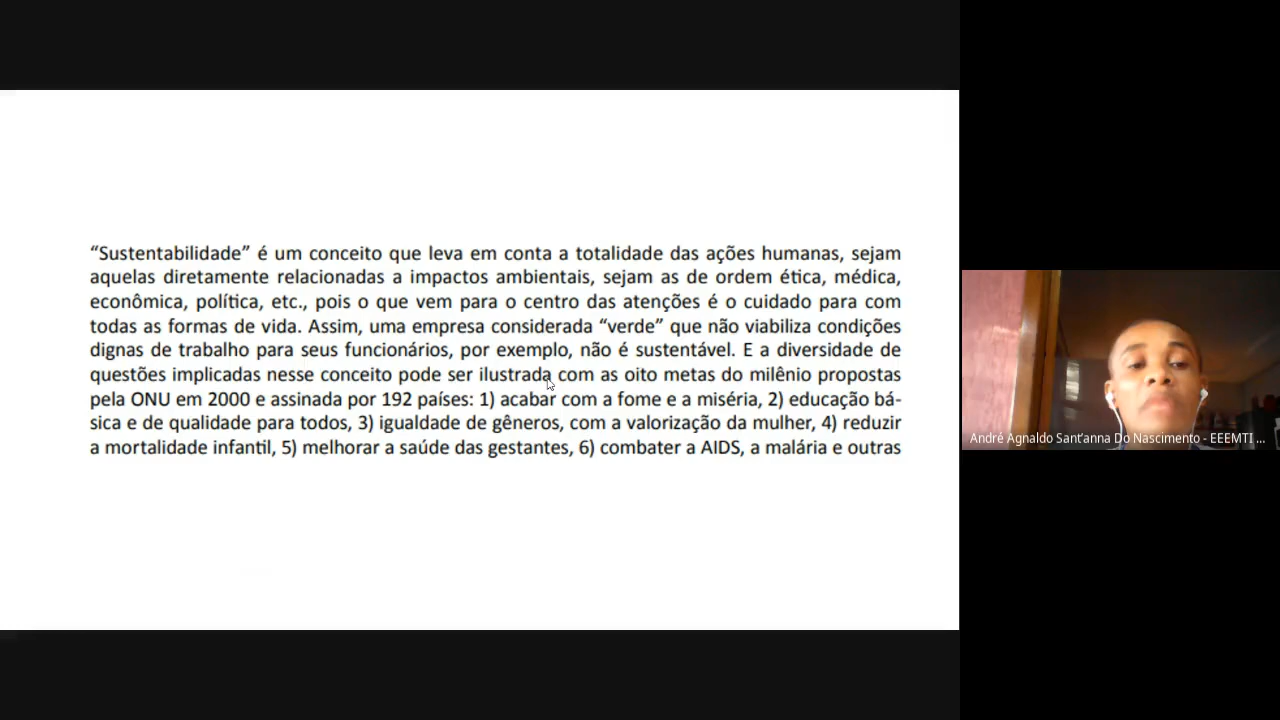 “Sustentabilidade” é um conceito que leva em conta a totalidade das ações humanas, sejam
aquelas diretamente relacionadas a impactos ambientais, sejam as de ordem ética, médica,
econômica, política, etc., pois o que vem para o centro das atenções é o cuidado para com
todas as formas de vida. Assim, uma empresa considerada “verde” que não viabiliza condições
dignas de trabalho para seus funcionários, por exemplo, não é sustentável. E a diversidade de
questões implicadas nesse conceito pode ser ilustrada com as oito metas do milênio propostas
pela ONU em 2000 e assinada por 192 países: 1) acabar com a fome e a miséria, 2) educação bá-
sica e de qualidade para todos, 3) igualdade de gêneros, com a valorização da mulher, 4) reduzir
a mortalidade infantil, 5) melhorar a saúde das gestantes, 6) combater a AIDS, a malária e outras
André Agnaldo Sant'anna Do Nascimento - EEEMTI ...